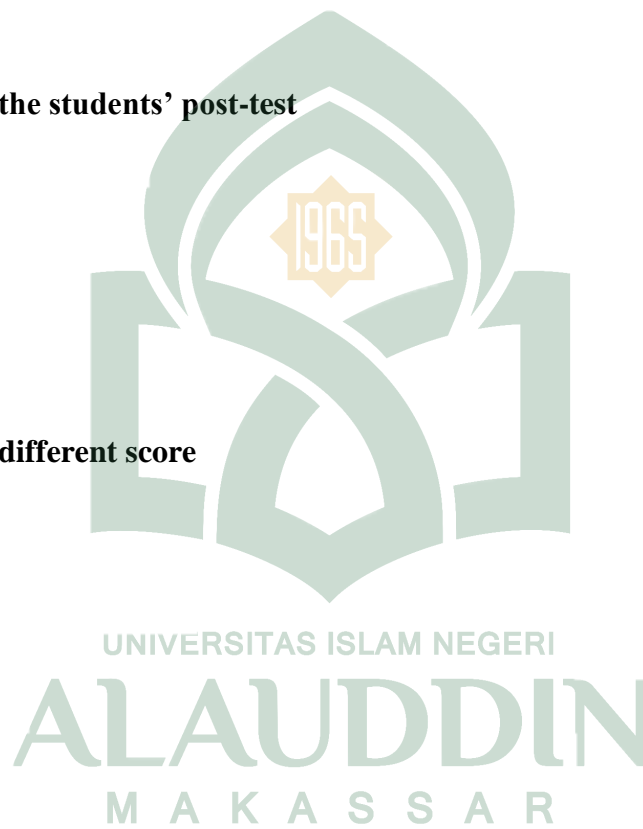 the students’ post-test
1965
different score
UNIVERSITAS ISLAM NEGERI
ALAUDDIN
M A K A S S A R